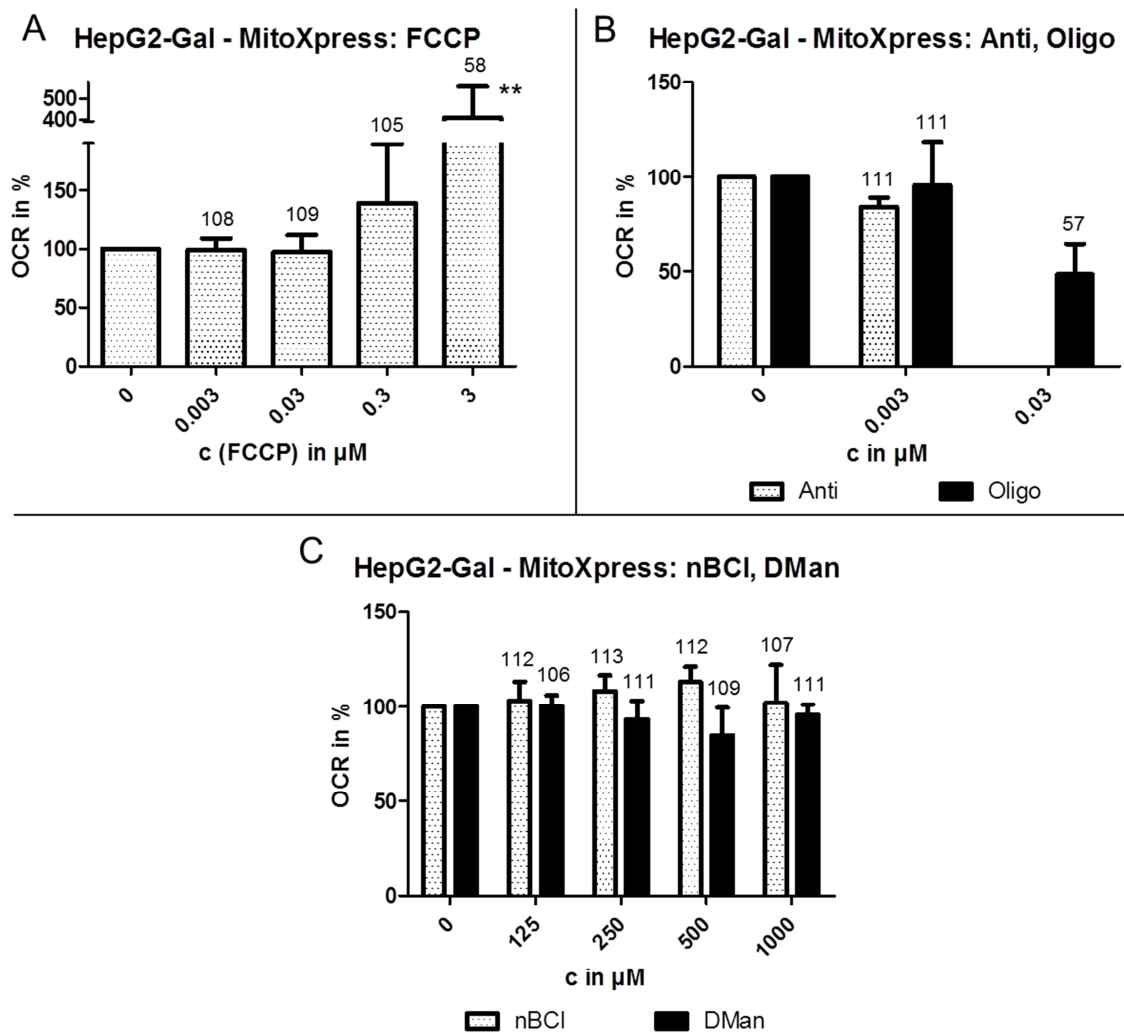 A
HepG2-Gal - MitoXpress: FCCP
58
**
500
400
105
150
108
109
100
50
0
OCR in %
0
0.003
0.03
0.3
3
c (FCCP) in µM
B
HepG2-Gal - MitoXpress: Anti, Oligo
150
111
111
100
57
50
0
OCR in %
0
0.003
0.03
c in µM
Anti
Oligo
C
HepG2-Gal - MitoXpress: nBCI, DMan
150
112
106
113
111
112
109
107
111
100
50
0
OCR in %
0
125
250
500
1000
c in µM
nBCI
DMan